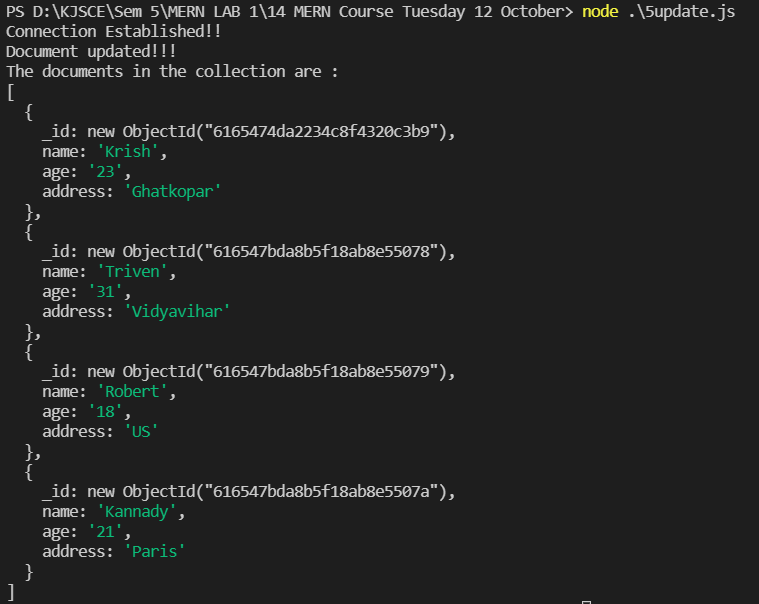 PS D:\KJSCE\Sem 5\MERN LAB 1\14 MERN Course Tuesday 12 October> node .\5update.js
Connection Established!!
Document updated!!!
The documents in the collection are :
[
  {
    _id: new ObjectId("6165474da2234c8f4320c3b9"),
    name: 'Krish',
    age: '23',
    address: 'Ghatkopar'
  },
  {
    _id: new ObjectId("616547bda8b5f18ab8e55078"),
    name: 'Triven',
    age: '31',
    address: 'Vidyavihar'
  },
  {
    _id: new ObjectId("616547bda8b5f18ab8e55079"),
    name: 'Robert',
    age: '18',
    address: 'US'
  },
  {
    _id: new ObjectId("616547bda8b5f18ab8e5507a"),
    name: 'Kannady',
    age: '21',
    address: 'Paris'
  }
]